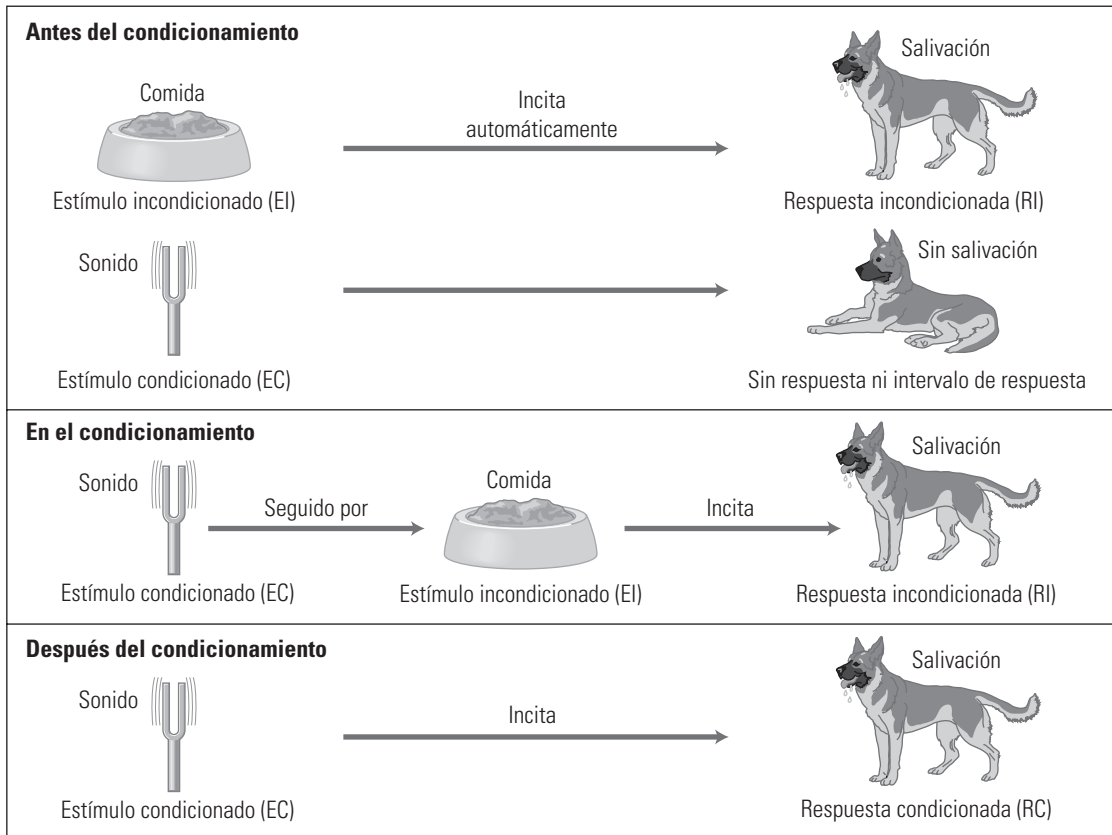 Antes del condicionamiento
Comida
Incita
automáticamente
Salivación
Estímulo incondicionado (EI)
Respuesta incondicionada (RI)
Sonido
Sin salivación
Estímulo condicionado (EC)
Sin respuesta ni intervalo de respuesta
En el condicionamiento
Sonido
Seguido por
Comida
Incita
Salivación
Estímulo condicionado (EC)
Estímulo incondicionado (EI)
Respuesta incondicionada (RI)
Después del condicionamiento
Sonido
Incita
Salivación
Estímulo condicionado (EC)
Respuesta condicionada (RC)